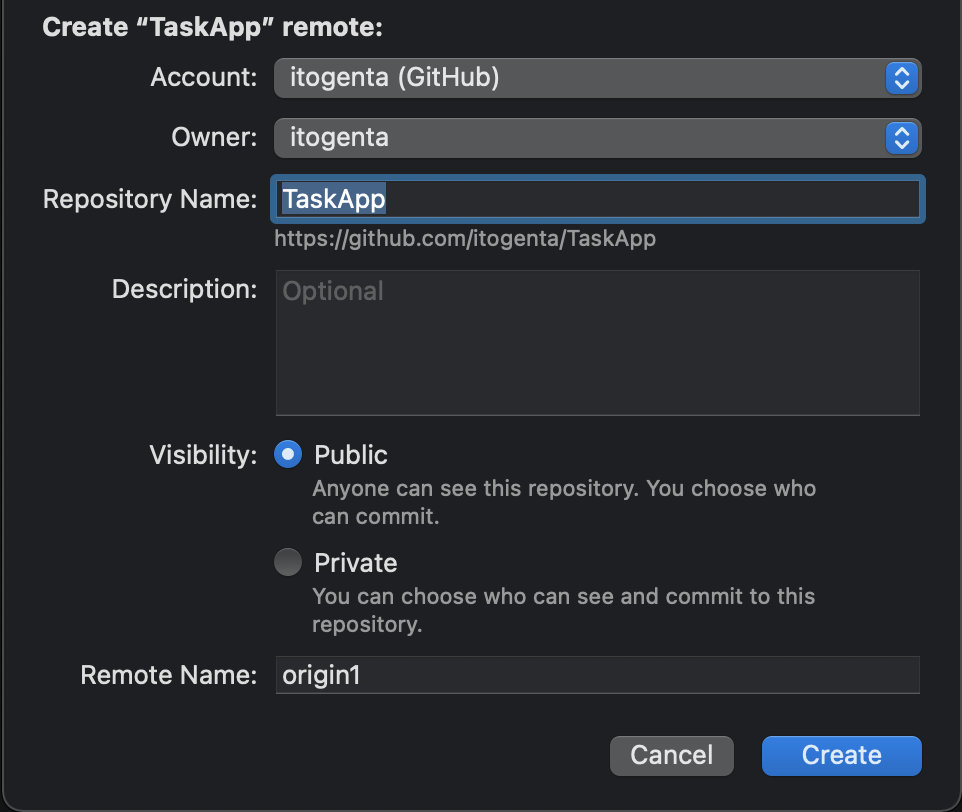 Create “TaskApp” remote:
Account: itogenta (GitHub)
Owner: itogenta
Repository Name: TaskApp
https://github.com/itogenta/TaskApp
Description: Optional
Visibility: Public
Anyone can see this repository. You choose who
can commit.
Private
You can choose who can see and commit to this
repository.
Remote Name: origin1
Cancel Create